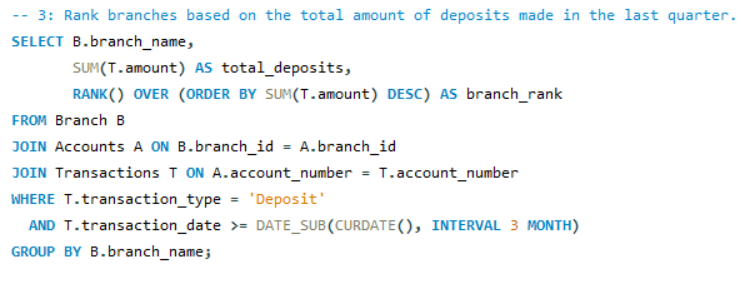 -- 3: Rank branches based on the total amount of deposits made in the last quarter.
SELECT B.branch_name,
SUM(T.amount) AS total_deposits,
RANK() OVER (ORDER BY SUM(T.amount) DESC) AS branch_rank
FROM Branch B
JOIN Accounts A ON B.branch_id = A.branch_id
JOIN Transactions T ON A.account_number = T.account_number
WHERE T.transaction_type = 'Deposit'
AND T.transaction_date >= DATE_SUB(CURDATE(), INTERVAL 3 MONTH)
GROUP BY B.branch_name;